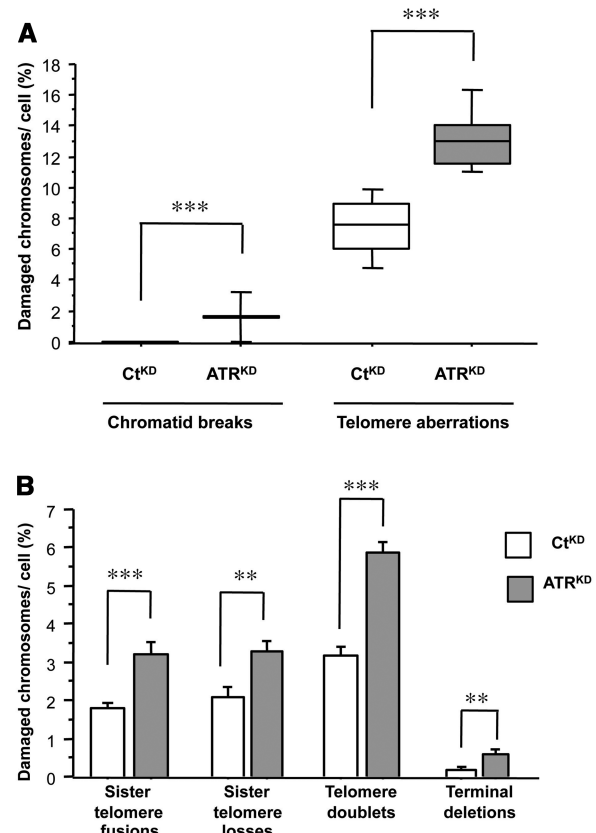 A
***
***
Damaged chromosomes/ cell (%)
18
16
14
12
10
8
6
4
2
0
Ct^KD ATR^KD Ct^KD ATR^KD
Chromatid breaks Telomere aberrations
B
***
***
**
**
Damaged chromosomes/ cell (%)
7
6
5
4
3
2
1
0
Ct^KD
ATR^KD
Sister Sister Telomere Terminal
telomere telomere doublets deletions
fusions losses